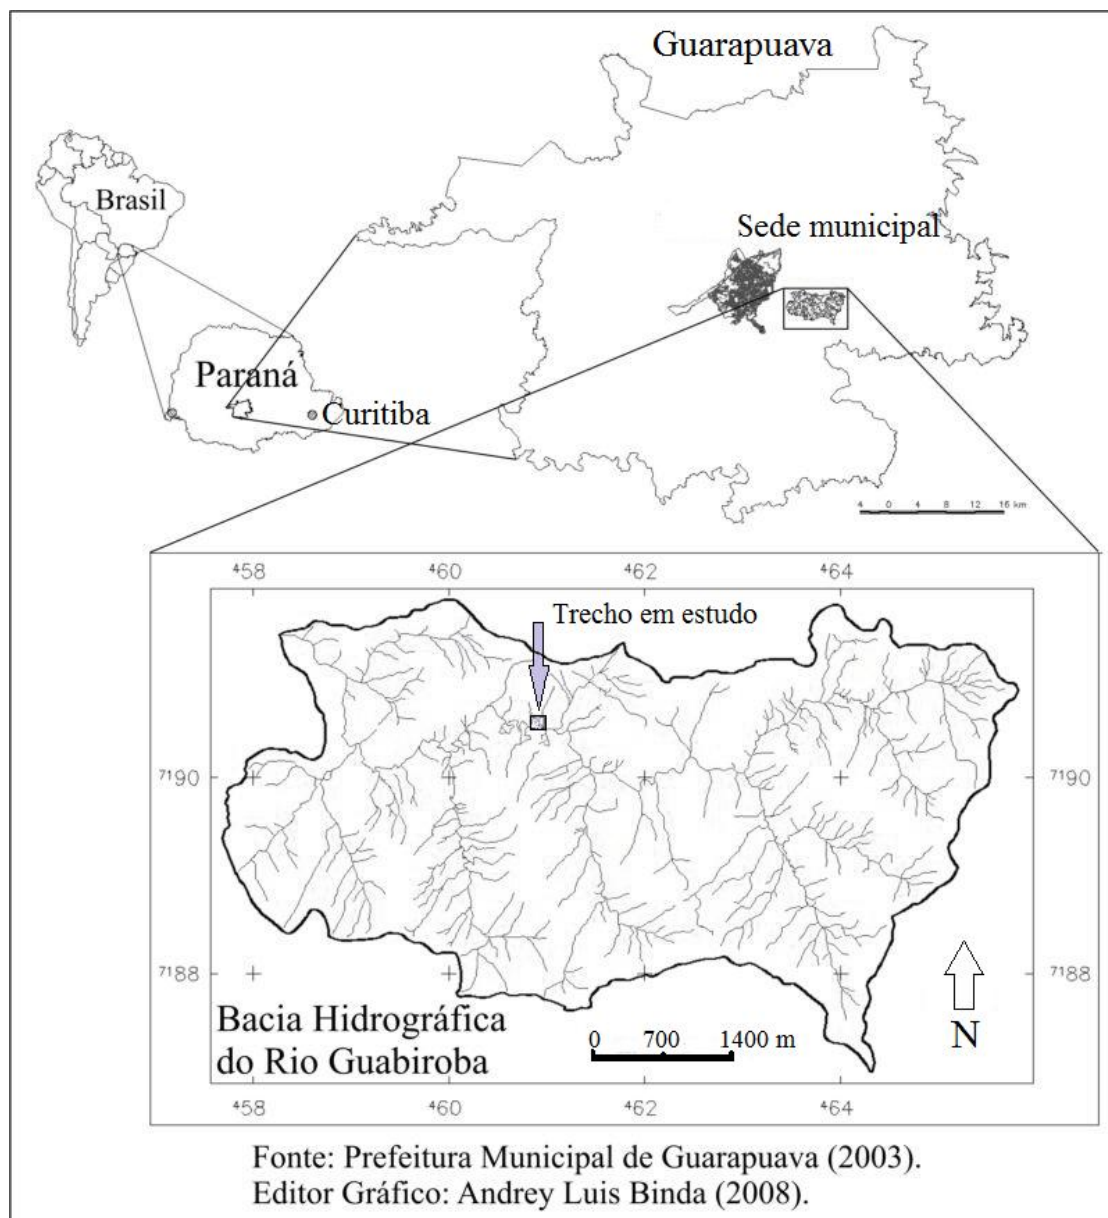 Guarapuava
Brasil
Sede municipal
Paraná
Curitiba
4 0 4 8 12 16 km
458 460 462 464
Trecho em estudo
7190 7190
7188 7188
Bacia Hidrográfica
do Rio Guabiroba
0 700 1400 m
N
458 460 462 464
Fonte: Prefeitura Municipal de Guarapuava (2003).
Editor Gráfico: Andrey Luis Binda (2008).